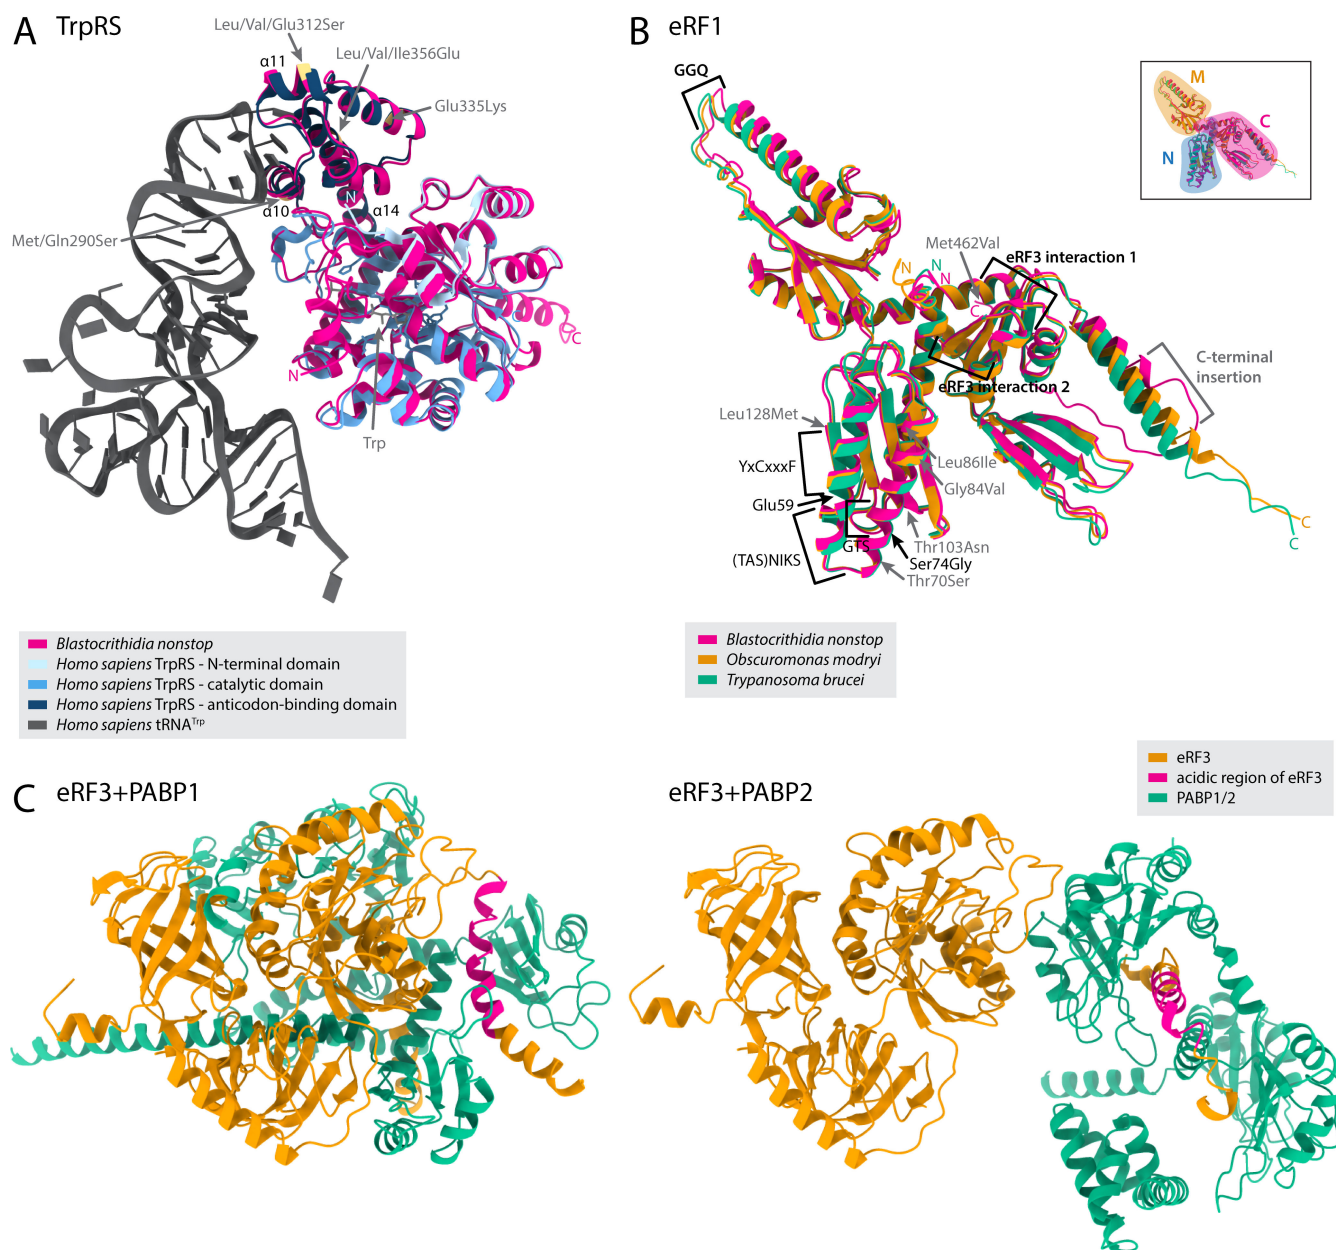 A TrpRS
Leu/Val/Glu312Ser
Leu/Val/Ile356Glu
α11
Glu335Lys
α10
α14
Met/Gln290Ser
N
N
C
Trp
Blastocrithidia nonstop
Homo sapiens TrpRS - N-terminal domain
Homo sapiens TrpRS - catalytic domain
Homo sapiens TrpRS - anticodon-binding domain
Homo sapiens tRNATrp
B eRF1
GGQ
M
C
N
Met462Val
eRF3 interaction 1
N
N
N
C
eRF3 interaction 2
C-terminal
insertion
Leu128Met
YxCxxxF
Leu86Ile
Gly84Val
Glu59
GTS
Thr103Asn
(TAS)NIKS
Ser74Gly
Thr70Ser
C
C
Blastocrithidia nonstop
Obscuromonas modryi
Trypanosoma brucei
C eRF3+PABP1
eRF3+PABP2
eRF3
acidic region of eRF3
PABP1/2